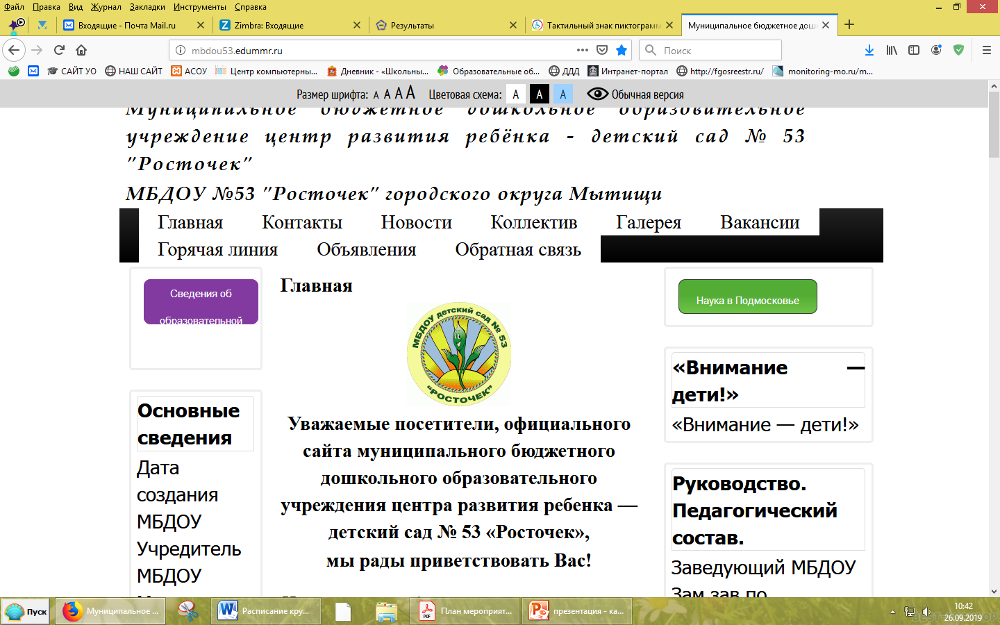 Файл Правка Вид Журнал Закладки Инструменты Справка
Входящие - Почта Mail.ru
Zimbra: Входящие
Результаты
Тактильный знак пиктограмм
Муниципальное бюджетное дош
mbdou53.edummr.ru
Поиск
САЙТ УО
НАШ САЙТ
АСОУ
Центр компьютерны...
Дневник - «Школьны...
Образовательные об...
ДДД
Интранет-портал
http://fgosreestr.ru/
monitoring-mo.ru/m...
Размер шрифта: A A A A Цветовая схема: A A A Обычная версия
Муниципальное бюджетное дошкольное образовательное
учреждение центр развития ребёнка - детский сад № 53
"Росточек"
МБДОУ №53 "Росточек" городского округа Мытищи
Главная Контакты Новости Коллектив Галерея Вакансии
Горячая линия Объявления Обратная связь
Сведения об
образовательной
Основные
сведения
Дата
создания
МБДОУ
Учредитель
МБДОУ
Главная
МБДОУ детский сад № 53
"РОСТОЧЕК"
Уважаемые посетители, официального
сайта муниципального бюджетного
дошкольного образовательного
учреждения центра развития ребенка —
детский сад № 53 «Росточек»,
мы рады приветствовать Вас!
Наука в Подмосковье
«Внимание —
дети!»
«Внимание — дети!»
Руководство.
Педагогический
состав.
Заведующий МБДОУ
Зам.зав.по
Пуск
Муниципальное ...
Расписание кру...
PDF
План мероприят...
презентация - ка...
10:42
26.09.2019